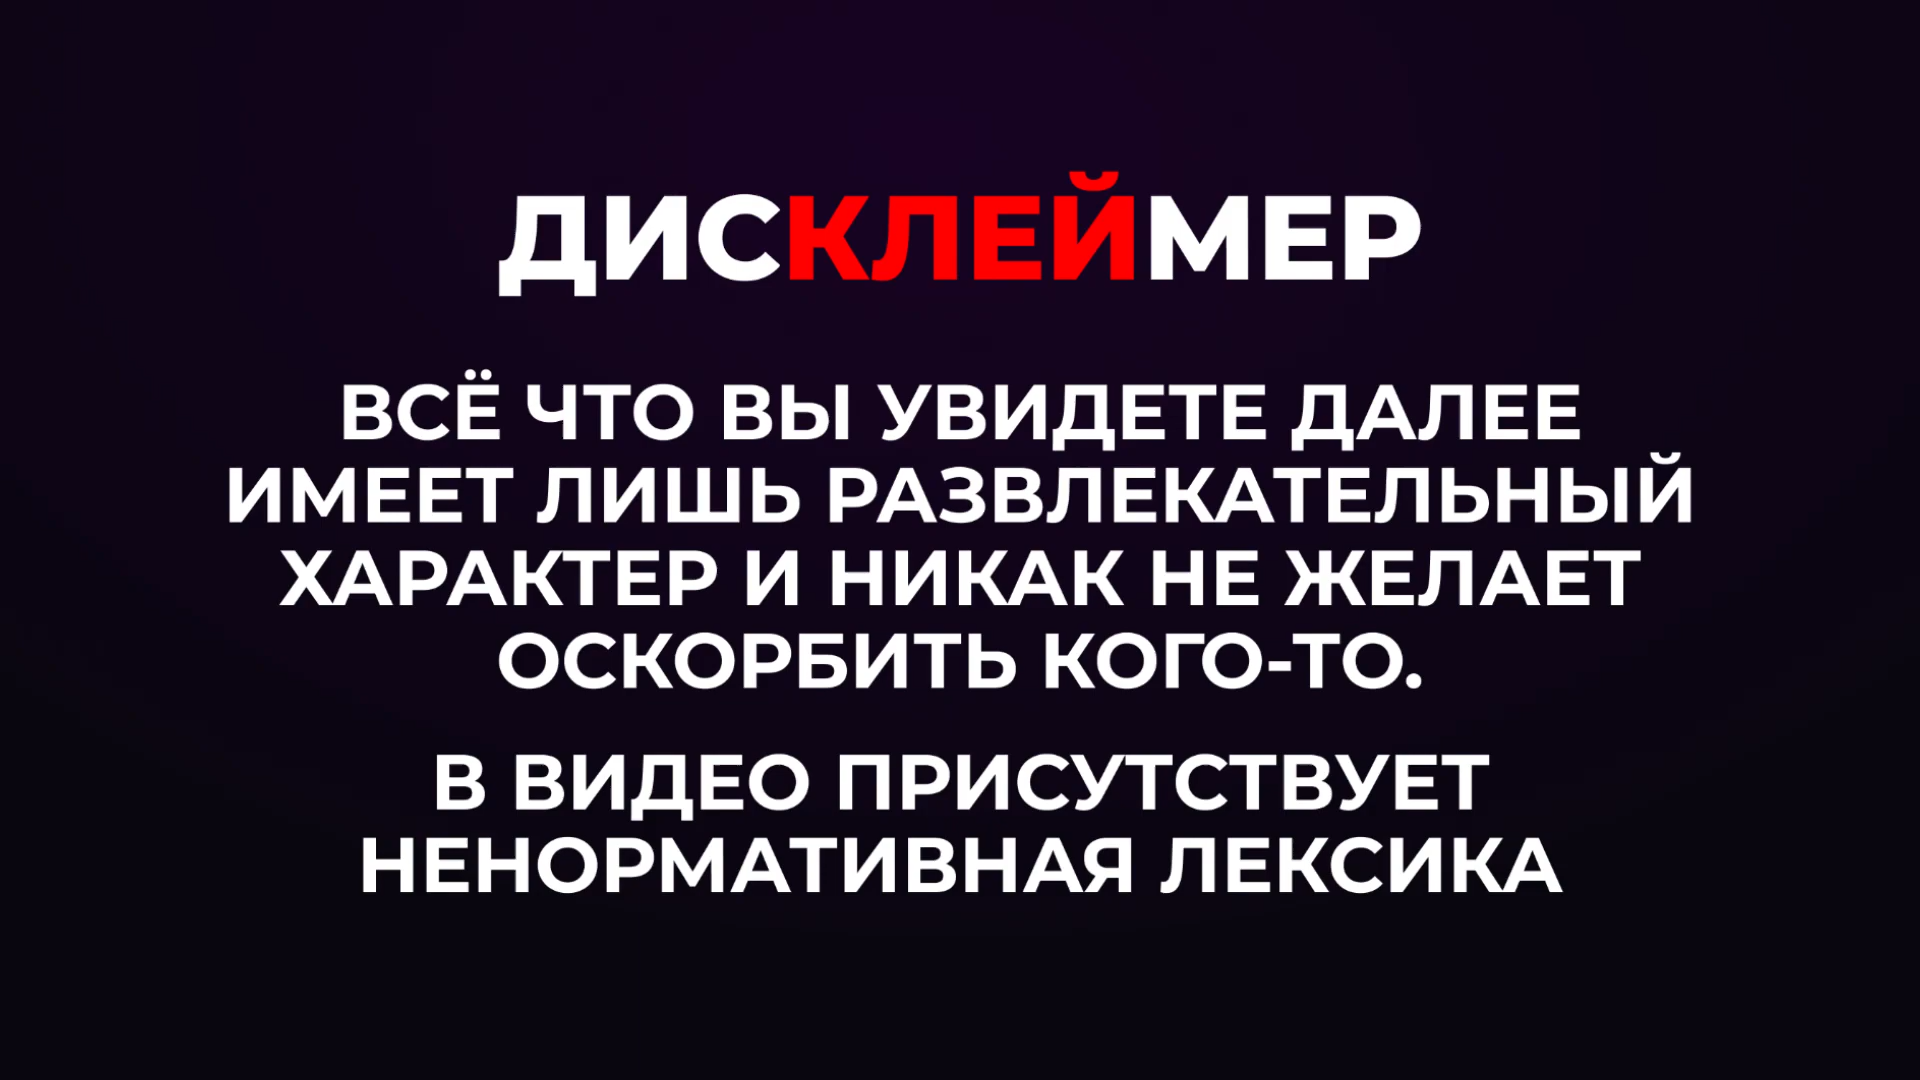 ДИСКЛЕЙМЕР
ВСЁ ЧТО ВЫ УВИДЕТЕ ДАЛЕЕ
ИМЕЕТ ЛИШЬ РАЗВЛЕКАТЕЛЬНЫЙ
ХАРАКТЕР И НИКАК НЕ ЖЕЛАЕТ
ОСКОРБИТЬ КОГО-ТО.
В ВИДЕО ПРИСУТСТВУЕТ
НЕНОРМАТИВНАЯ ЛЕКСИКА